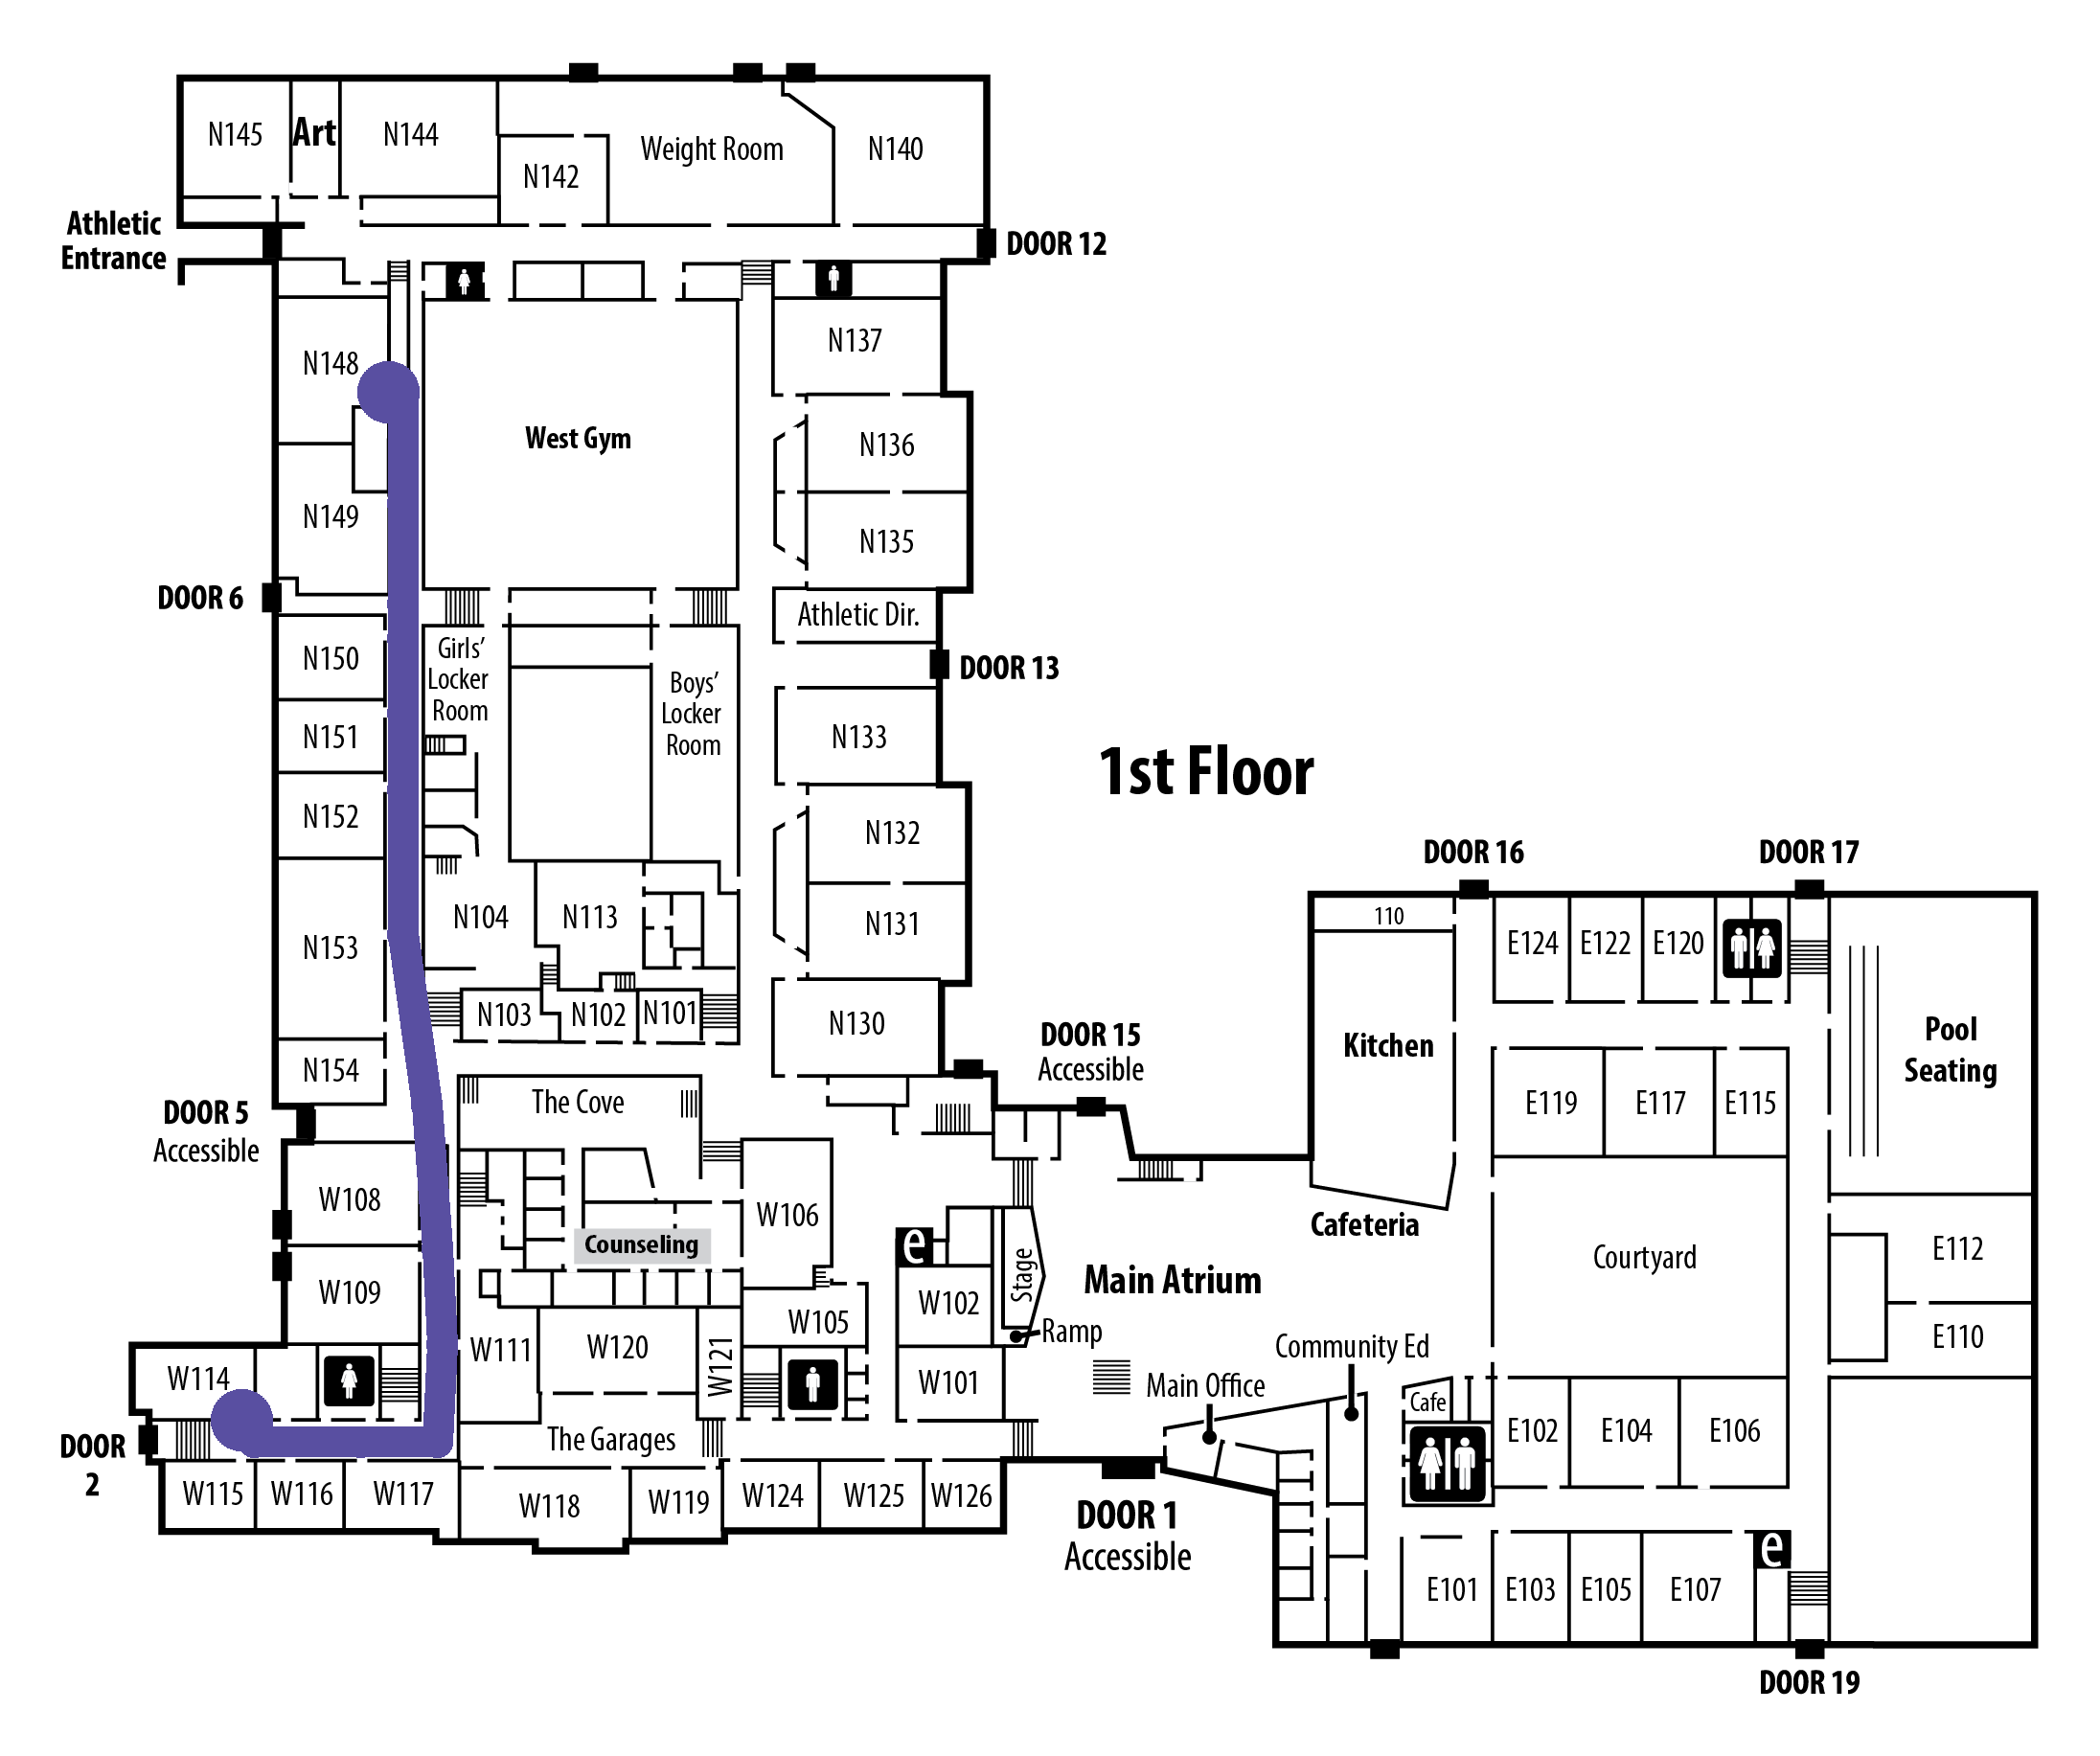 N145
Art
N144
N142
Weight Room
N140
Athletic
Entrance
DOOR 12
N148
N137
West Gym
N136
N149
N135
DOOR 6
Athletic Dir.
N150
Girls'
Locker
Room
Boys'
Locker
Room
DOOR 13
N151
N133
1st Floor
N152
N132
DOOR 16
DOOR 17
N153
N104
N113
N131
110
E124
E122
E120
N103
N102
N101
N130
DOOR 15
Accessible
Kitchen
Pool
Seating
N154
The Cove
E119
E117
E115
DOOR 5
Accessible
W108
W106
Cafeteria
Counseling
e
Courtyard
E112
W109
Stage
Main Atrium
W102
W105
Ramp
E110
W111
W120
W121
Community Ed
W114
W101
Main Office
Cafe
The Garages
E102
E104
E106
DOOR
2
W115
W116
W117
W118
W119
W124
W125
W126
DOOR 1
Accessible
e
E101
E103
E105
E107
DOOR 19